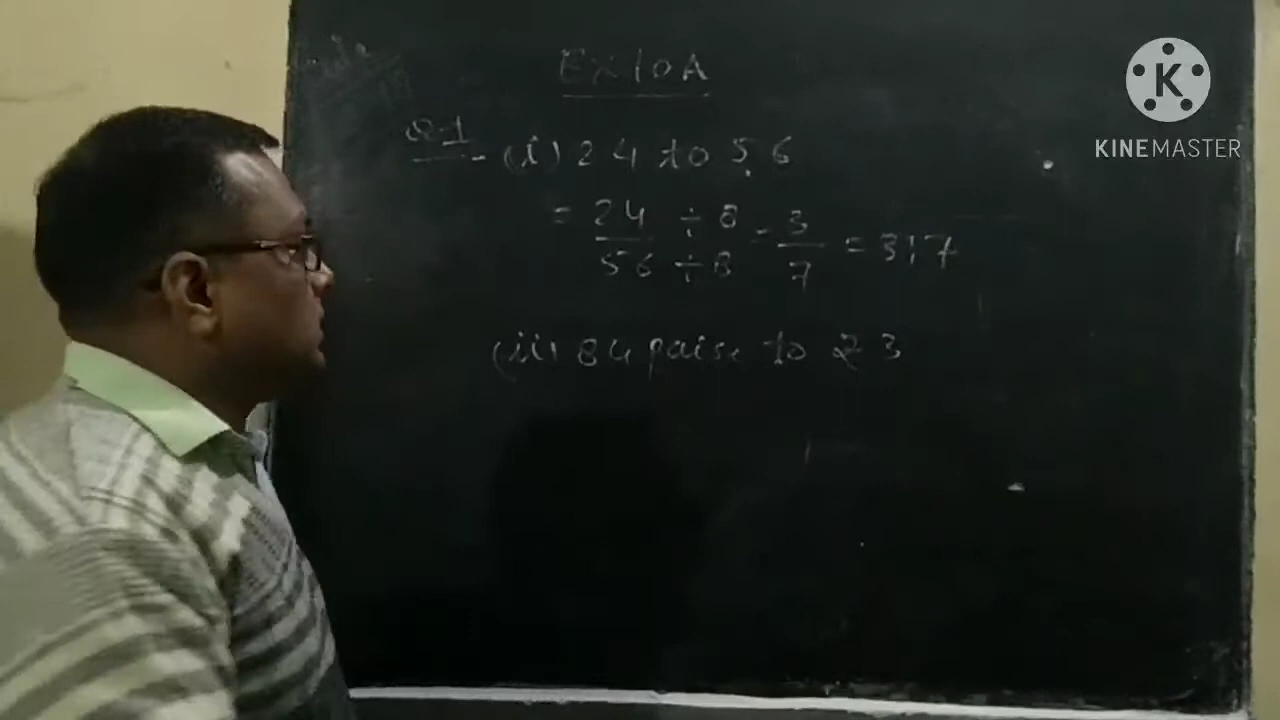 EX 10A
Q-1 - (i) 24 to 56
= 24 ÷ 8 / 56 ÷ 8 = 3 / 7 = 3:7
(ii) 84 paise to ₹ 3
K
KINEMASTER